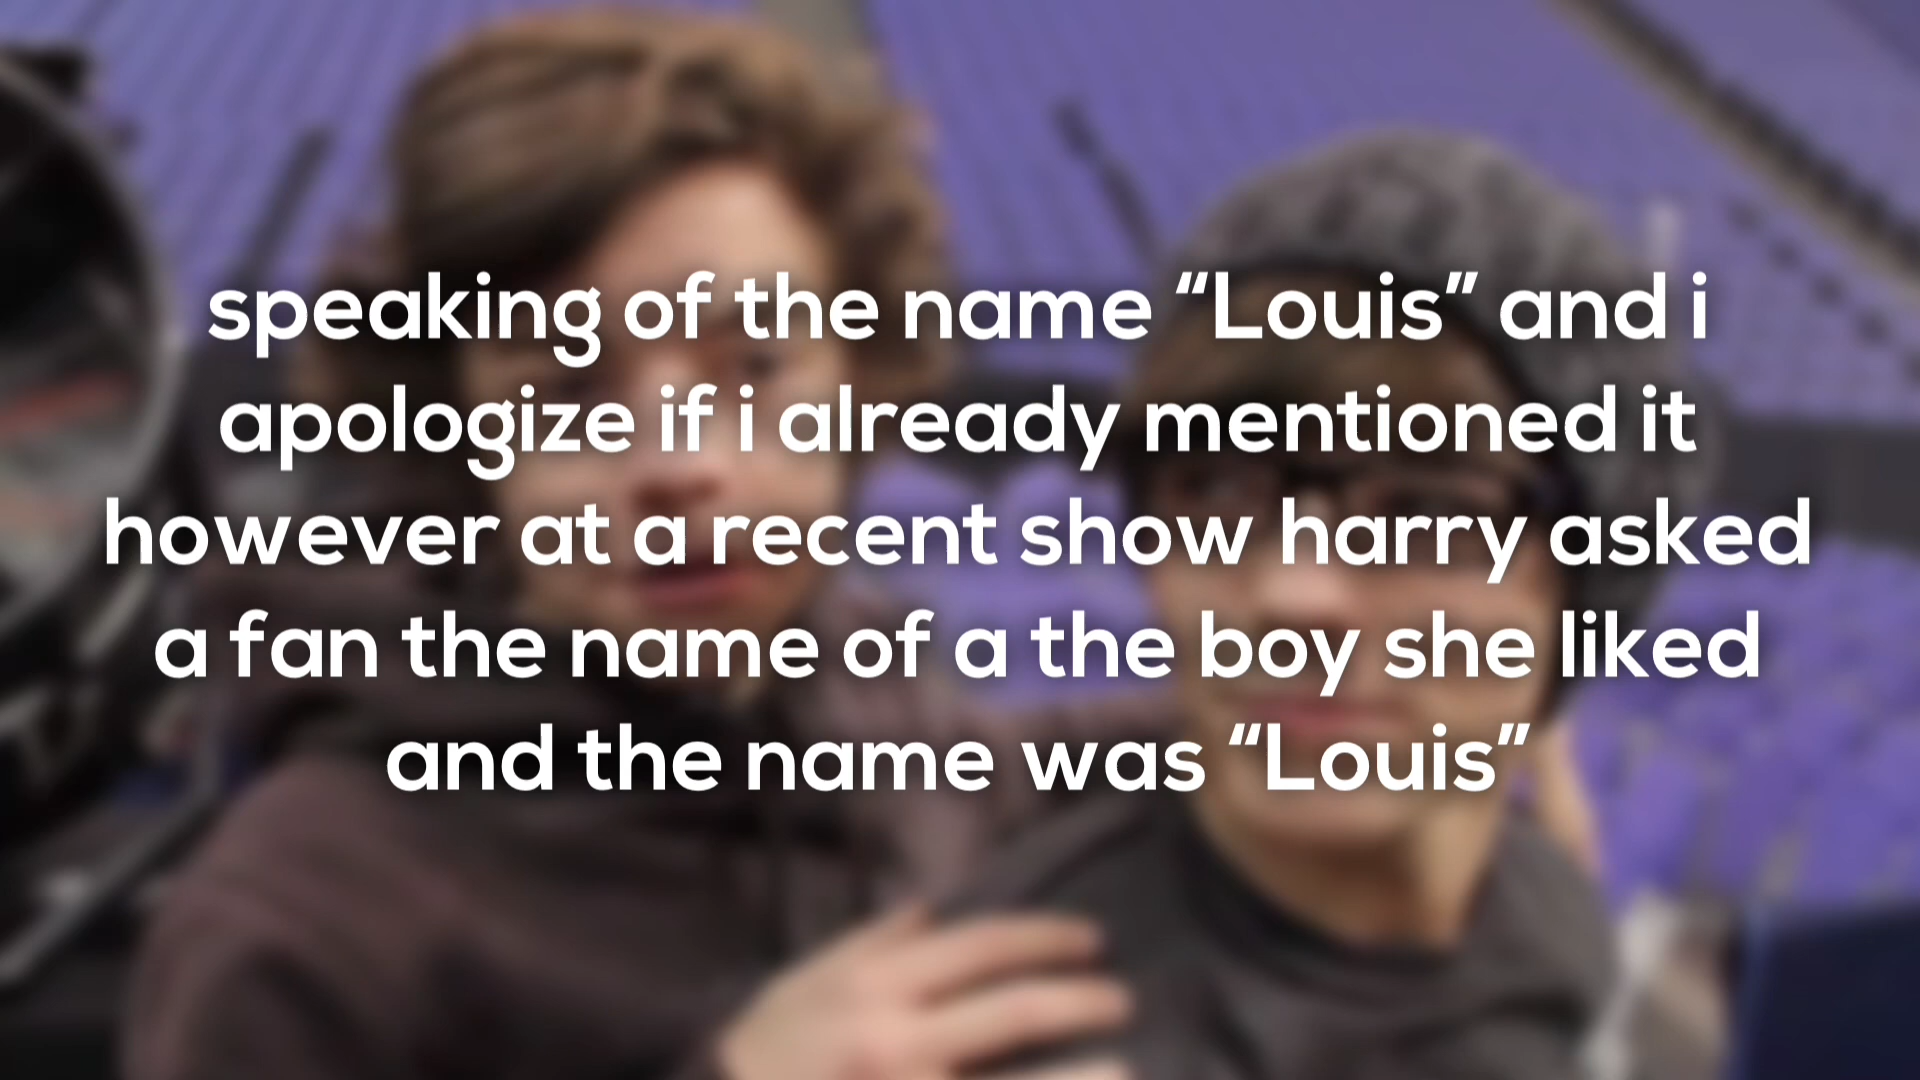 speaking of the name “Louis” and i
apologize if i already mentioned it
however at a recent show harry asked
a fan the name of a the boy she liked
and the name was “Louis”